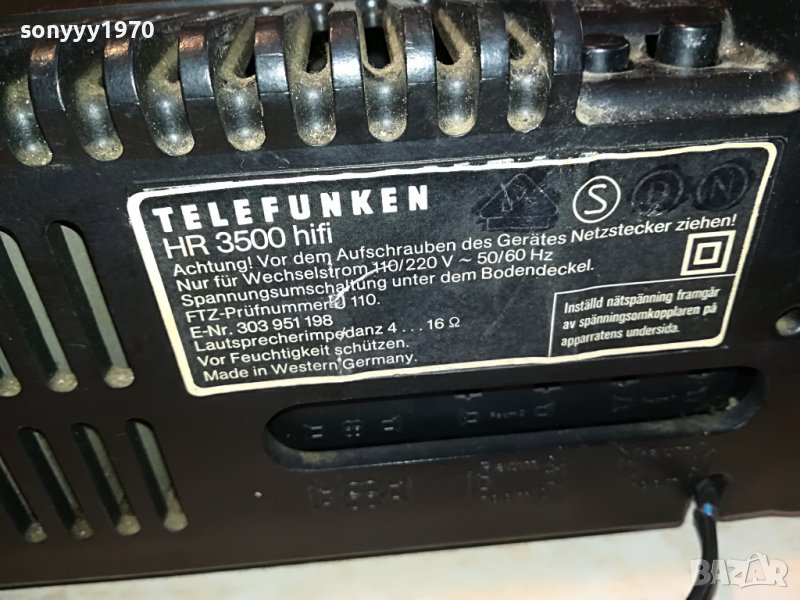 sonyyy1970
TELEFUNKEN
HR 3500 hifi
Achtung! Vor dem Aufschrauben des Gerätes Netzstecker ziehen!
Nur für Wechselstrom 110/220 V ~ 50/60 Hz
Spannungsumschaltung unter dem Bodendeckel.
FTZ-Prüfnummer U 110.
E-Nr. 303 951 198
Lautsprecherimpedanz 4 . . . 16 Ω
Vor Feuchtigkeit schützen.
Made in Western Germany.
S D N
Inställd nätspänning framgår
av spänningsomkopplaren på
apparatens undersida.
BAZAR